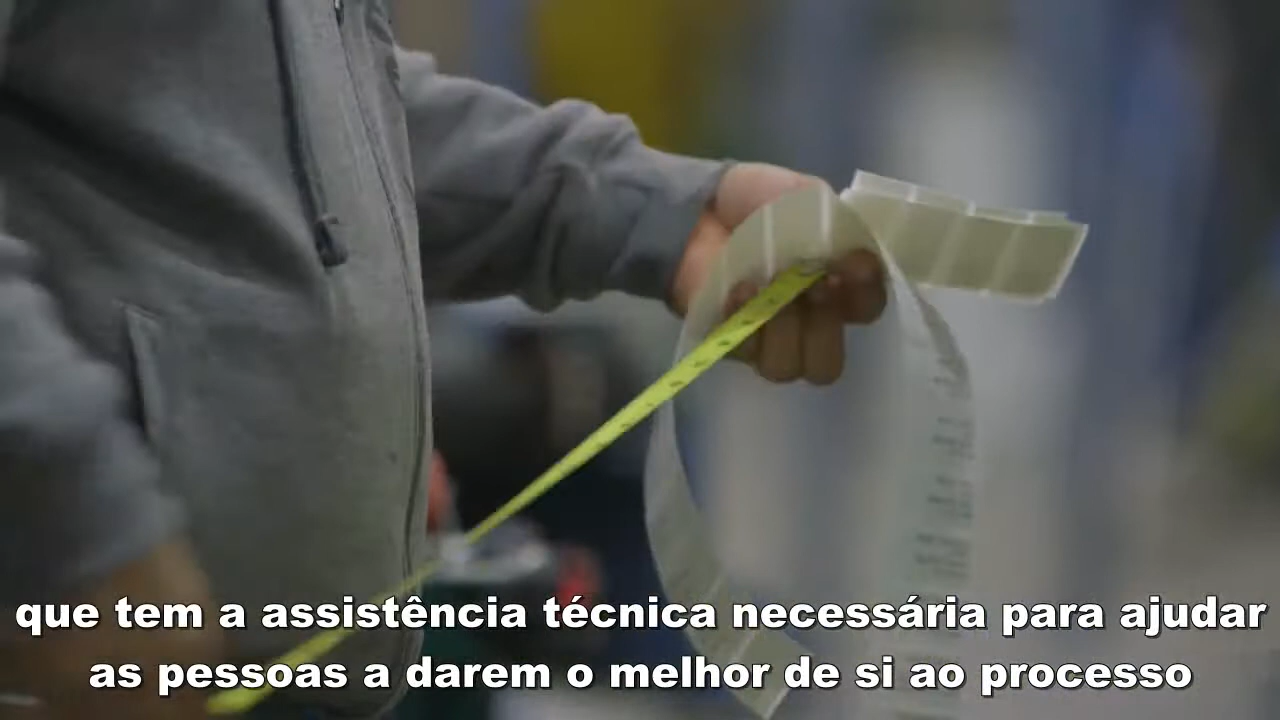 que tem a assistência técnica necessária para ajudar
as pessoas a darem o melhor de si ao processo